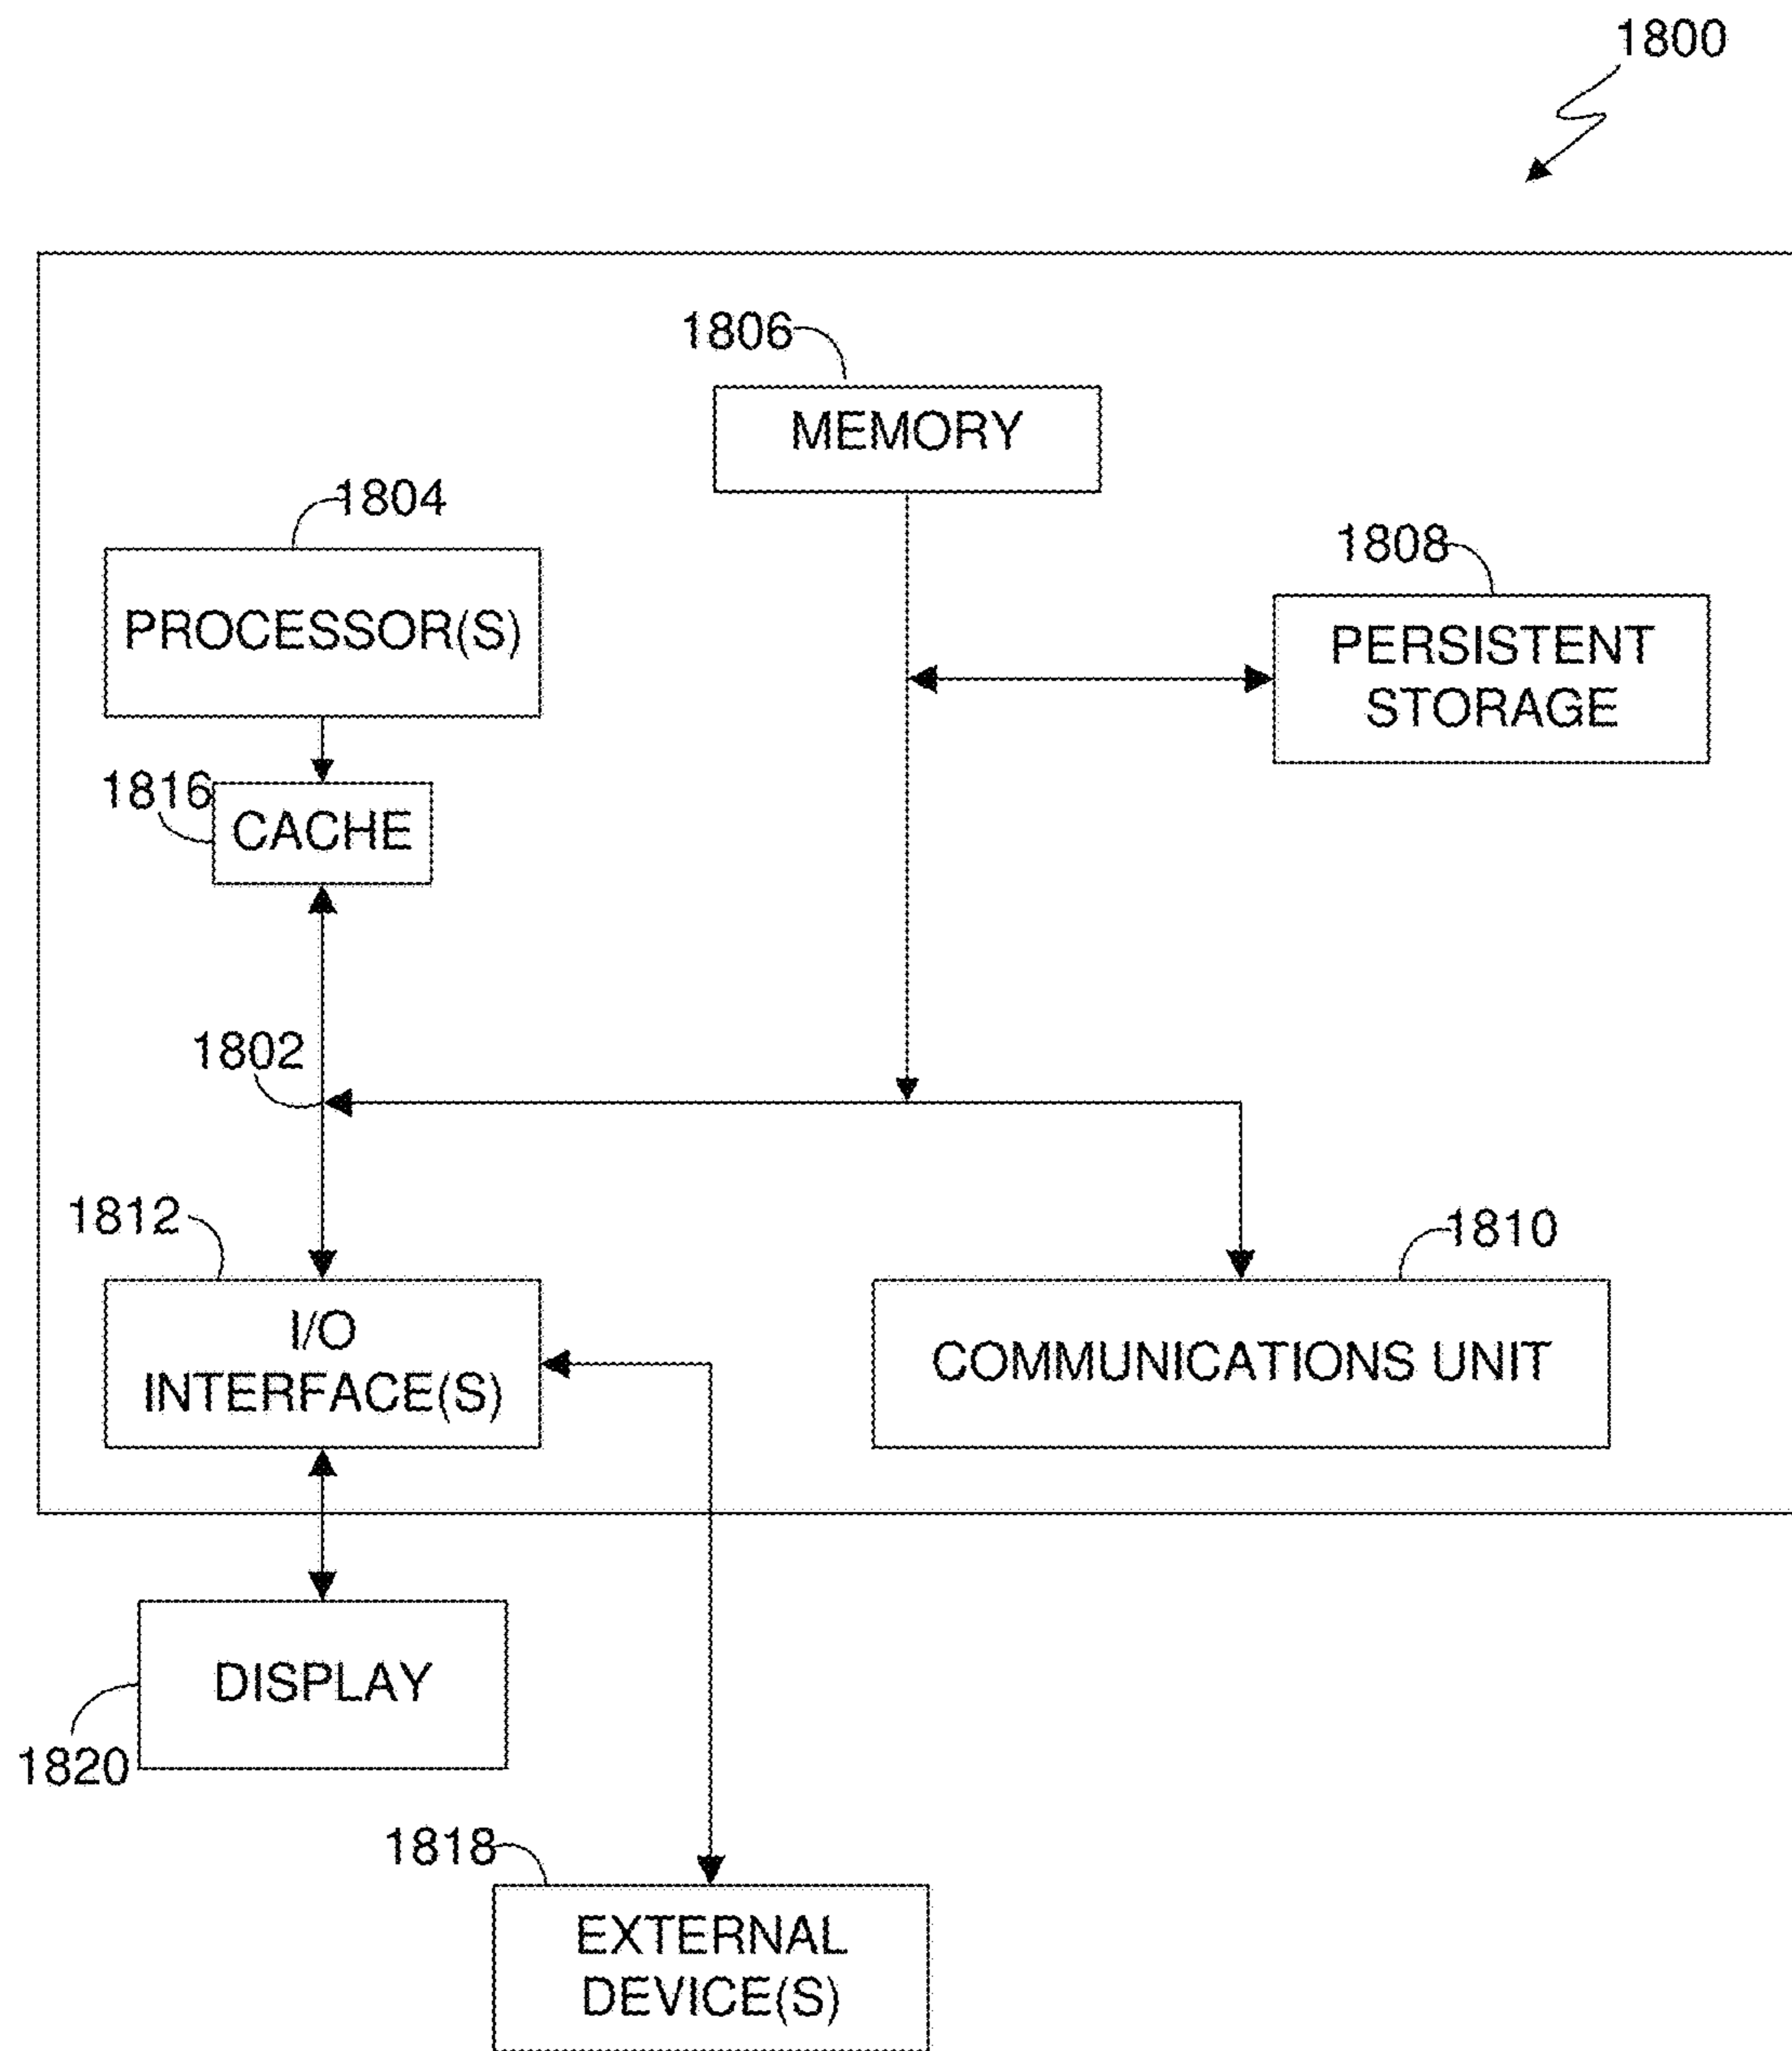 1800
1806
MEMORY
1804
PROCESSOR(S)
1808
PERSISTENT
STORAGE
1816
CACHE
1802
1812
I/O
INTERFACE(S)
1810
COMMUNICATIONS UNIT
DISPLAY
1820
1818
EXTERNAL
DEVICE(S)